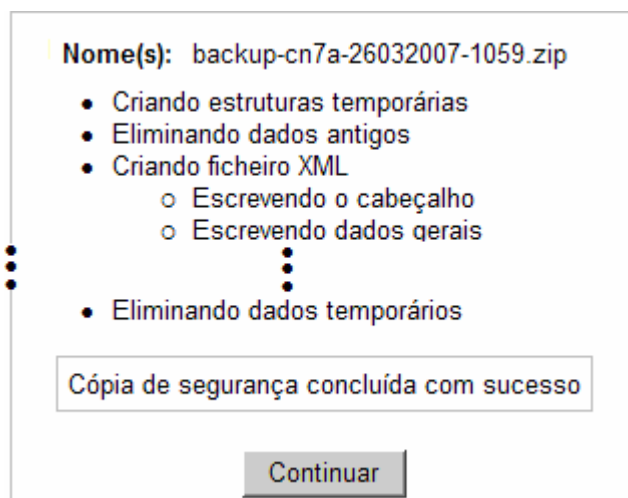 Nome(s): backup-cn7a-26032007-1059.zip
Criando estruturas temporárias
Eliminando dados antigos
Criando ficheiro XML
Escrevendo o cabeçalho
Escrevendo dados gerais
Eliminando dados temporários
Cópia de segurança concluída com sucesso
Continuar